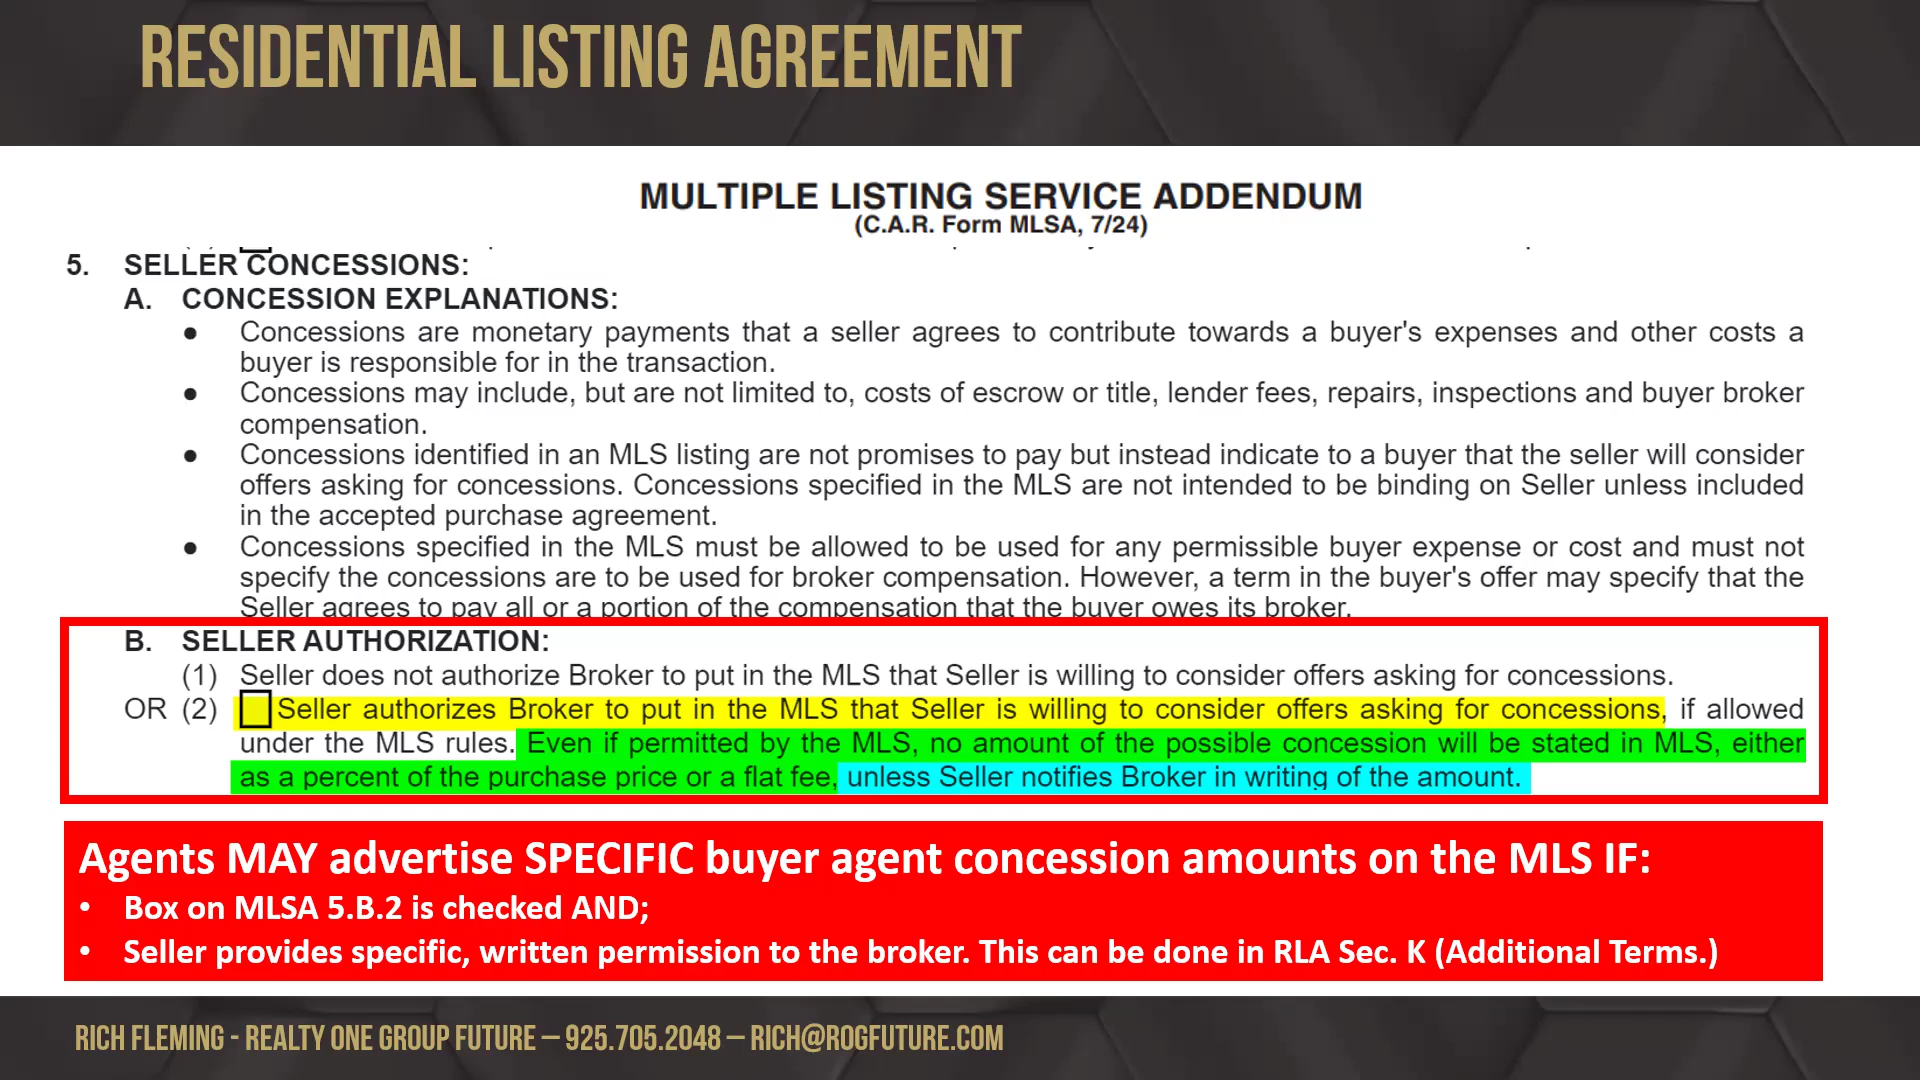 RESIDENTIAL LISTING AGREEMENT
MULTIPLE LISTING SERVICE ADDENDUM
(C.A.R. Form MLSA, 7/24)
5. SELLER CONCESSIONS:
A. CONCESSION EXPLANATIONS:
● Concessions are monetary payments that a seller agrees to contribute towards a buyer's expenses and other costs a
buyer is responsible for in the transaction.
● Concessions may include, but are not limited to, costs of escrow or title, lender fees, repairs, inspections and buyer broker
compensation.
● Concessions identified in an MLS listing are not promises to pay but instead indicate to a buyer that the seller will consider
offers asking for concessions. Concessions specified in the MLS are not intended to be binding on Seller unless included
in the accepted purchase agreement.
● Concessions specified in the MLS must be allowed to be used for any permissible buyer expense or cost and must not
specify the concessions are to be used for broker compensation. However, a term in the buyer's offer may specify that the
Seller agrees to pay all or a portion of the compensation that the buyer owes its broker.
B. SELLER AUTHORIZATION:
(1) Seller does not authorize Broker to put in the MLS that Seller is willing to consider offers asking for concessions.
OR (2) Seller authorizes Broker to put in the MLS that Seller is willing to consider offers asking for concessions, if allowed
under the MLS rules. Even if permitted by the MLS, no amount of the possible concession will be stated in MLS, either
as a percent of the purchase price or a flat fee, unless Seller notifies Broker in writing of the amount.
Agents MAY advertise SPECIFIC buyer agent concession amounts on the MLS IF:
• Box on MLSA 5.B.2 is checked AND;
• Seller provides specific, written permission to the broker. This can be done in RLA Sec. K (Additional Terms.)
RICH FLEMING - REALTY ONE GROUP FUTURE – 925.705.2048 – RICH@ROGFUTURE.COM